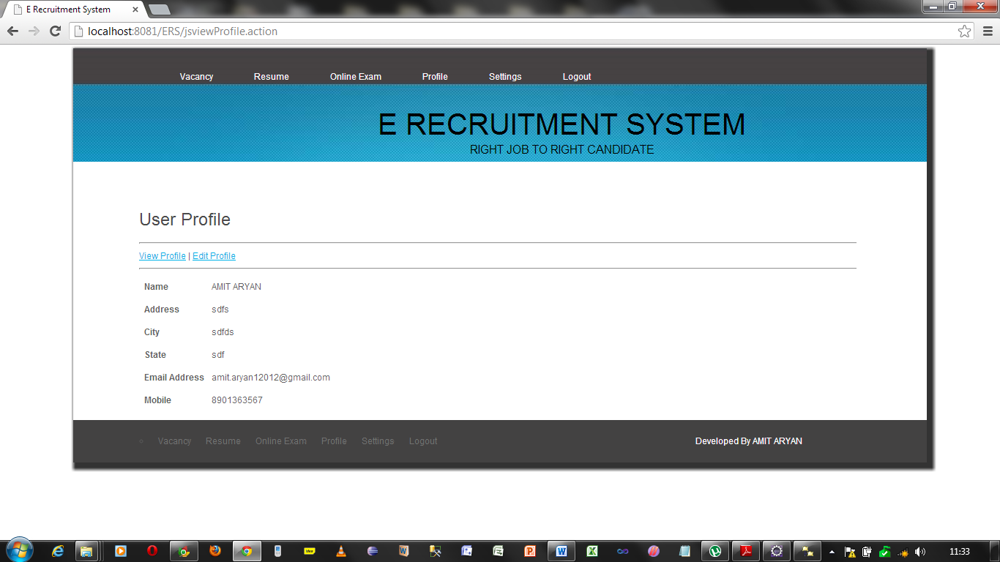 E Recruitment System
localhost:8081/ERS/jsviewProfile.action
Vacancy Resume Online Exam Profile Settings Logout
E RECRUITMENT SYSTEM
RIGHT JOB TO RIGHT CANDIDATE
User Profile
View Profile | Edit Profile
Name AMIT ARYAN
Address sdfs
City sdfds
State sdf
Email Address amit.aryan12012@gmail.com
Mobile 8901363567
Vacancy Resume Online Exam Profile Settings Logout Developed By AMIT ARYAN
11:33